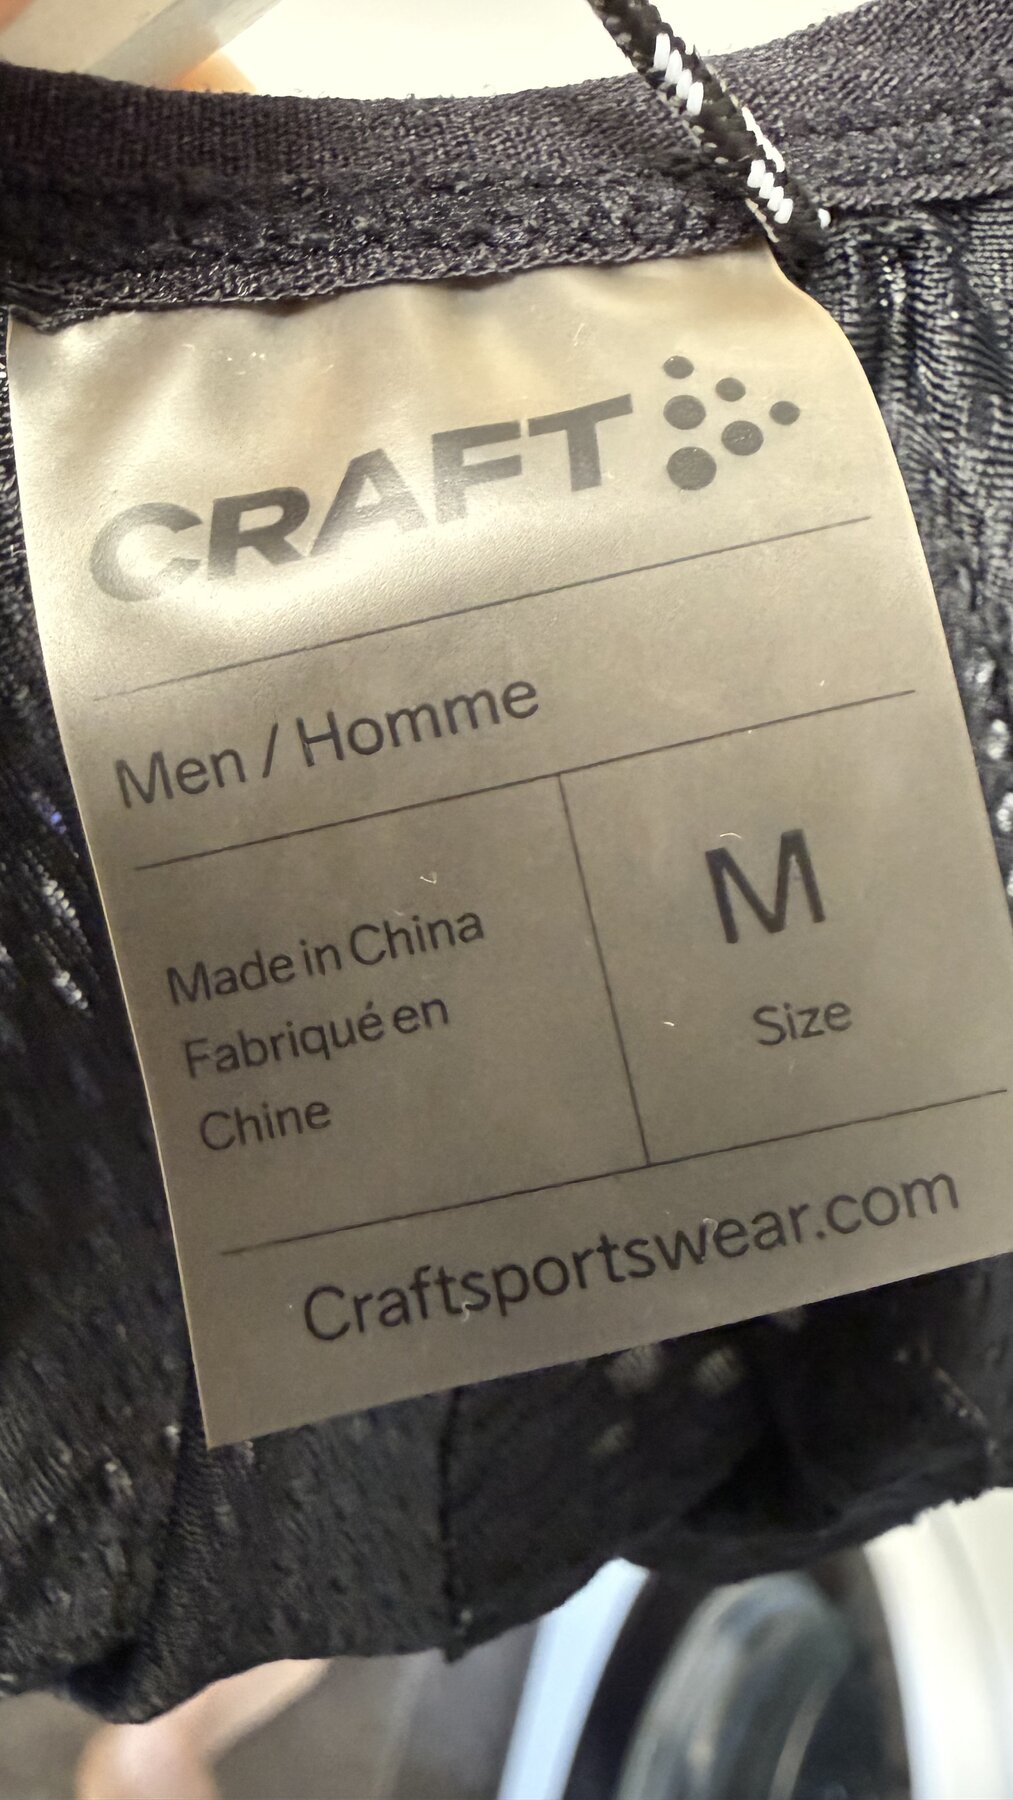 CRAFT
Men / Homme
Made in China
Fabriqué en
Chine
M
Size
Craftsportswear.com